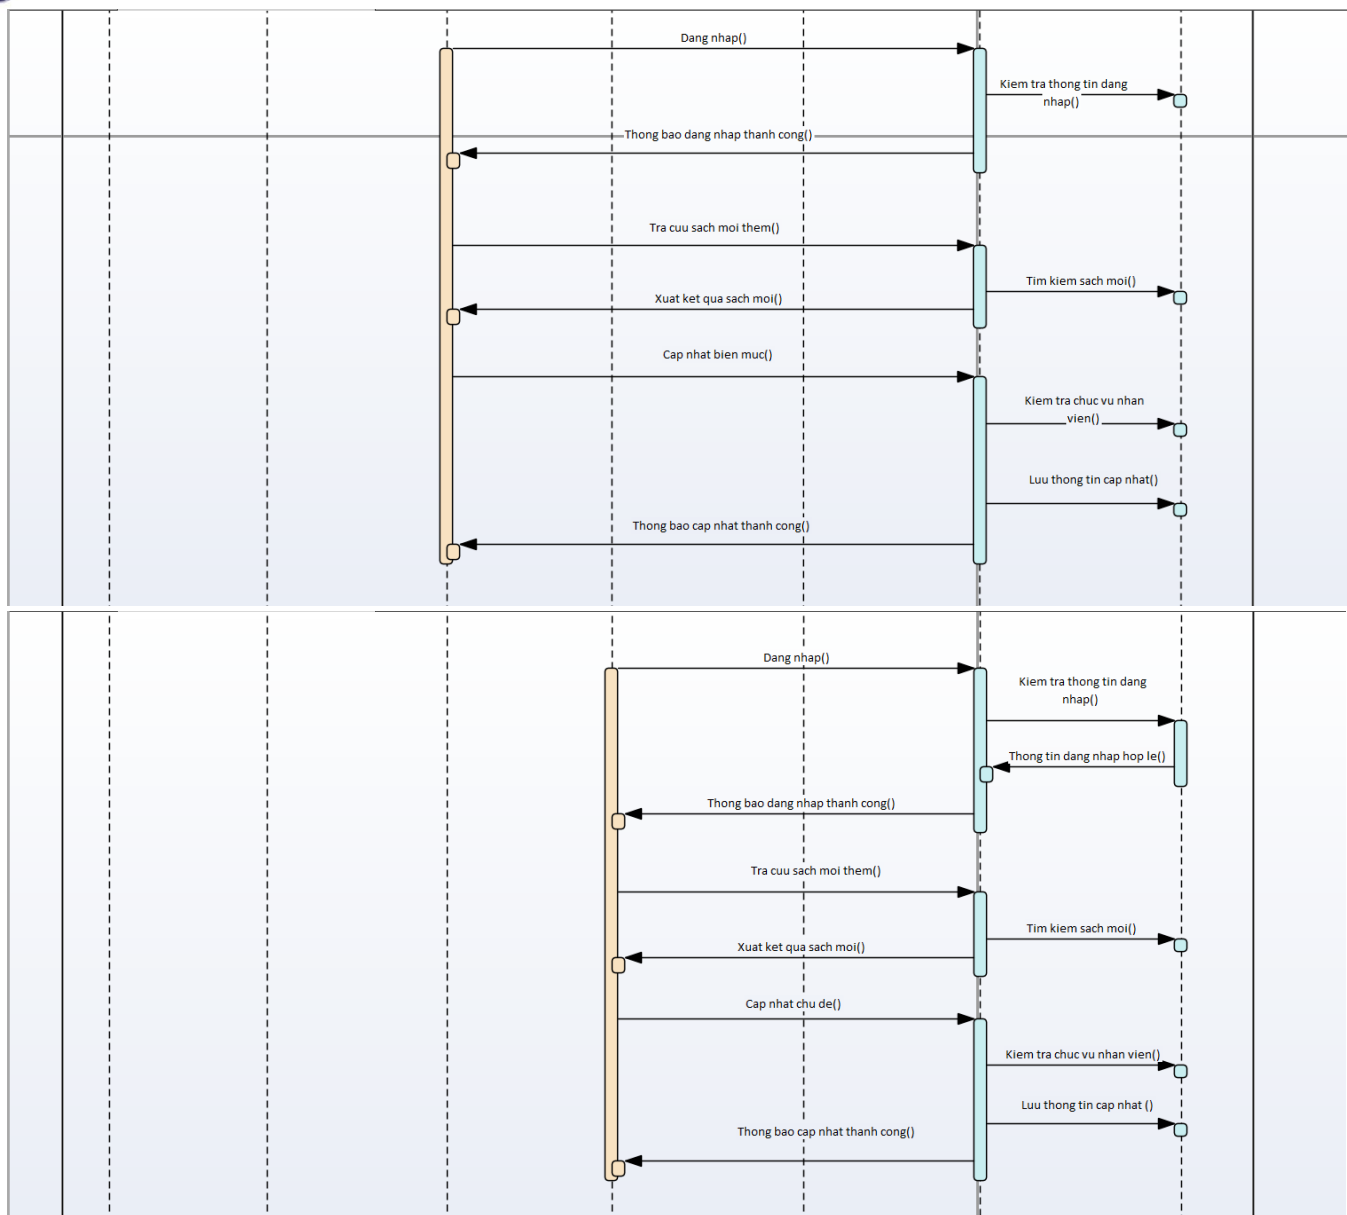 Dang nhap()
Kiem tra thong tin dang
nhap()
Thong bao dang nhap thanh cong()
Tra cuu sach moi them()
Tim kiem sach moi()
Xuat ket qua sach moi()
Cap nhat bien muc()
Kiem tra chuc vu nhan
vien()
Luu thong tin cap nhat()
Thong bao cap nhat thanh cong()
Dang nhap()
Kiem tra thong tin dang
nhap()
Thong tin dang nhap hop le()
Thong bao dang nhap thanh cong()
Tra cuu sach moi them()
Tim kiem sach moi()
Xuat ket qua sach moi()
Cap nhat chu de()
Kiem tra chuc vu nhan vien()
Luu thong tin cap nhat ()
Thong bao cap nhat thanh cong()